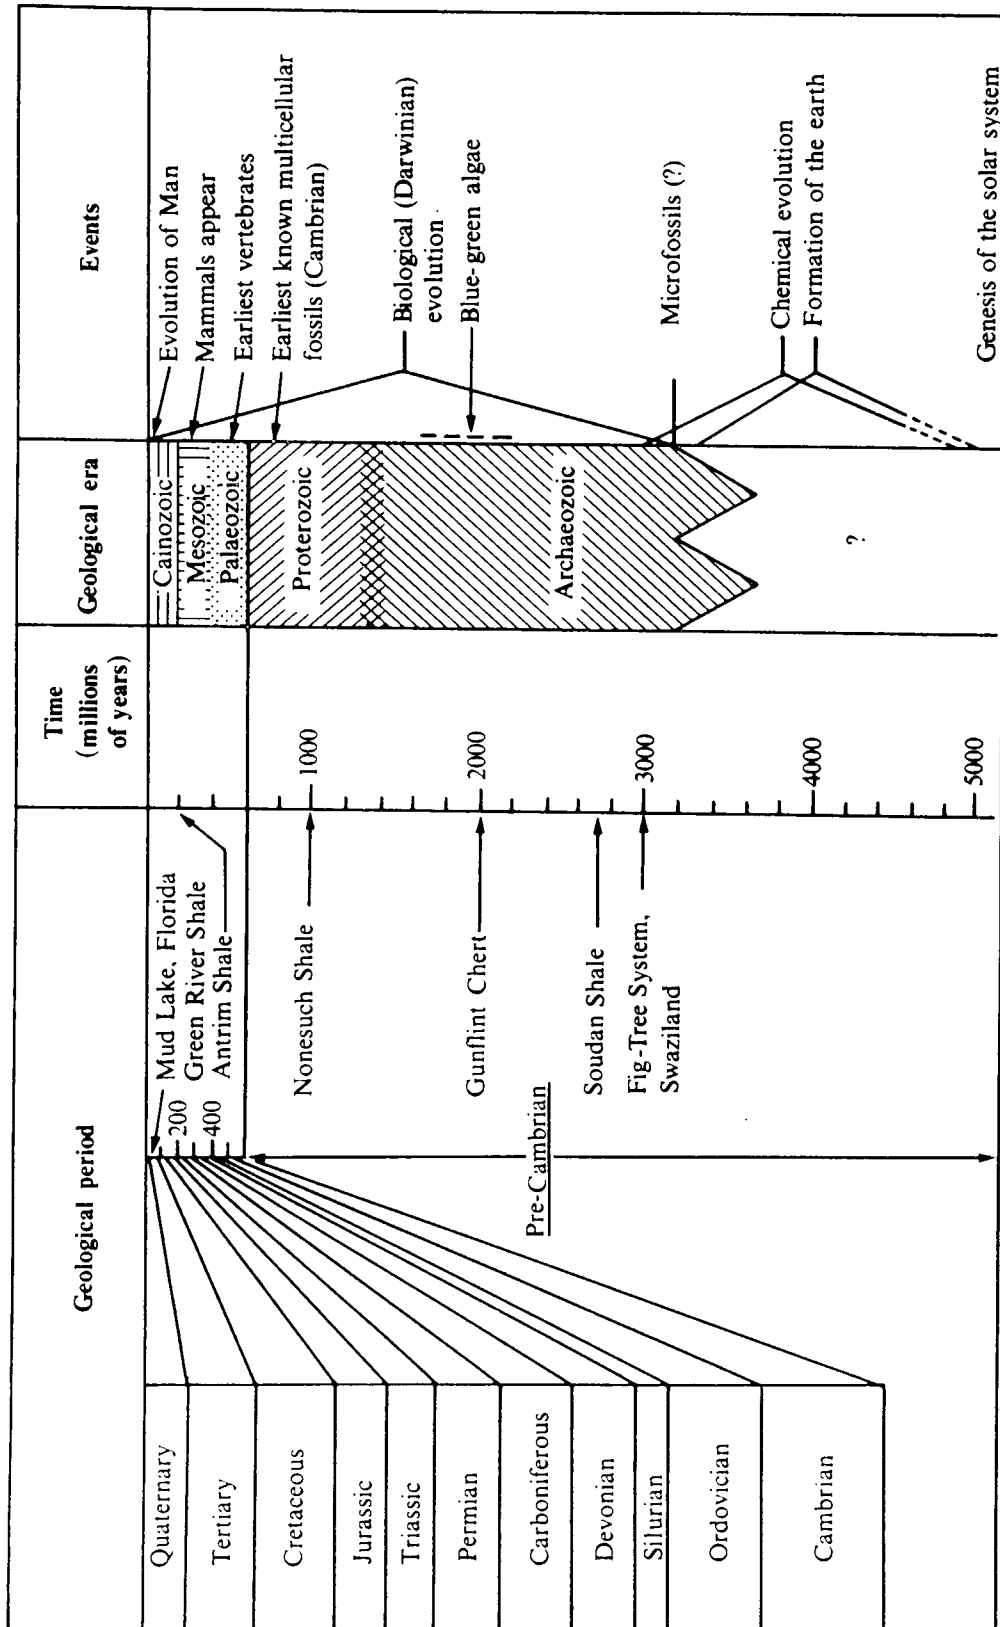 Geological period
Time
(millions
of years)
Geological era
Events
Quaternary
Tertiary
Cretaceous
Jurassic
Triassic
Permian
Carboniferous
Devonian
Silurian
Ordovician
Cambrian
Mud Lake, Florida
200
Green River Shale
400
Antrim Shale
Nonesuch Shale
Gunflint Chert
Soudan Shale
Fig-Tree System,
Swaziland
Pre-Cambrian
1000
2000
3000
4000
5000
Cainozoic
Mesozoic
Palaeozoic
Proterozoic
Archaeozoic
?
Evolution of Man
Mammals appear
Earliest vertebrates
Earliest known multicellular
fossils (Cambrian)
Biological (Darwinian)
evolution
Blue-green algae
Microfossils (?)
Chemical evolution
Formation of the earth
Genesis of the solar system